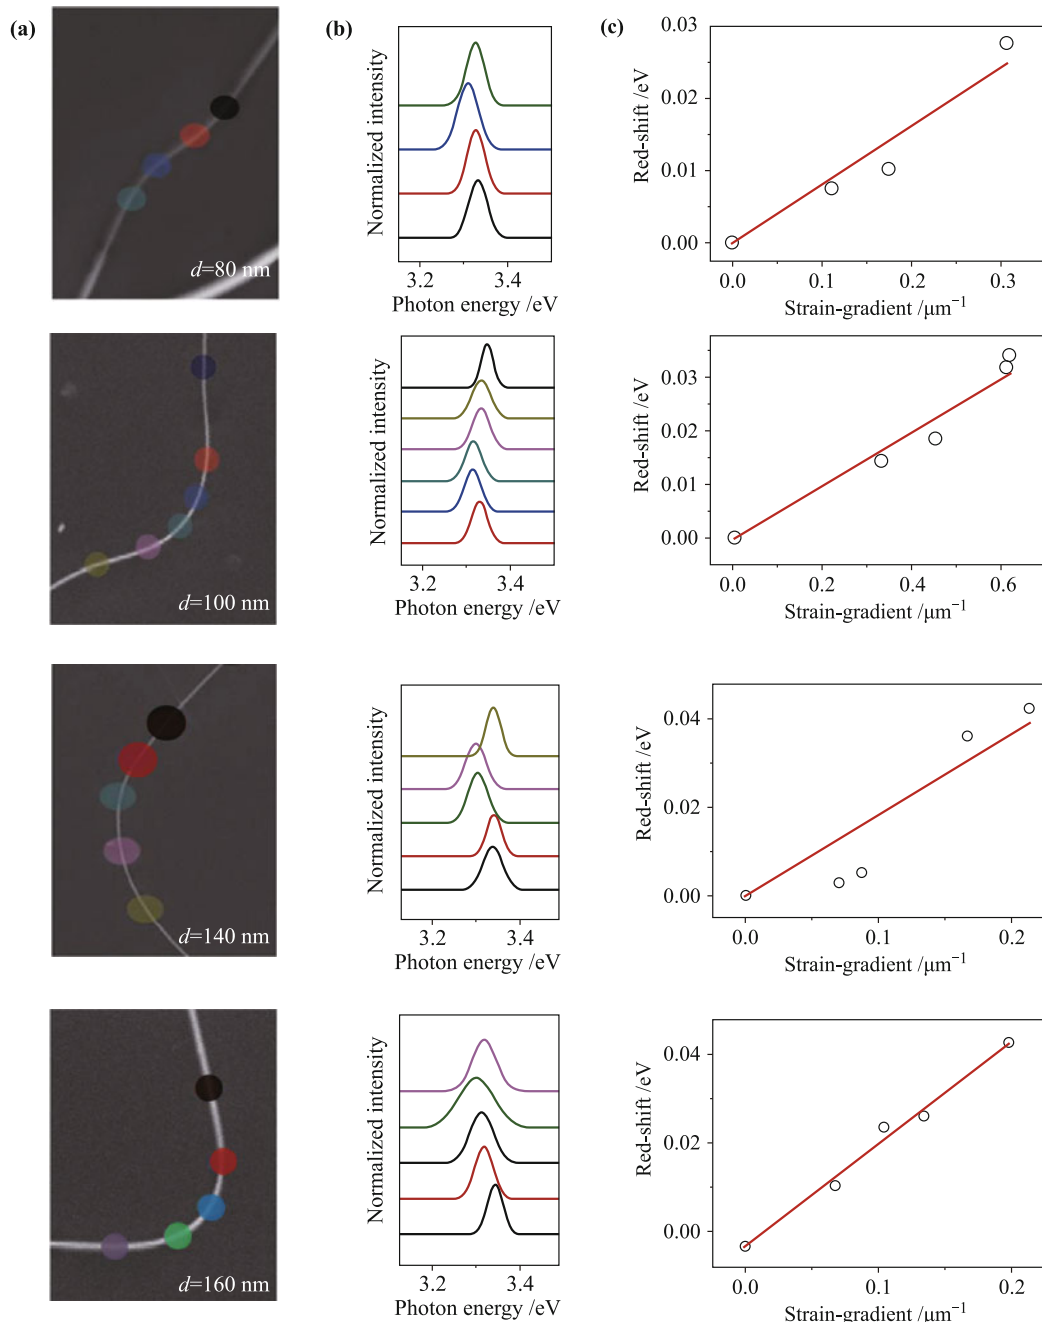 (a)
(b)
(c)
d=80 nm
Normalized intensity
3.2
3.4
Photon energy /eV
Red-shift /eV
0.03
0.02
0.01
0.00
0.0
0.1
0.2
0.3
Strain-gradient /μm⁻¹
d=100 nm
Normalized intensity
3.2
3.4
Photon energy /eV
Red-shift /eV
0.03
0.02
0.01
0.00
0.0
0.2
0.4
0.6
Strain-gradient /μm⁻¹
d=140 nm
Normalized intensity
3.2
3.4
Photon energy /eV
Red-shift /eV
0.04
0.02
0.00
0.0
0.1
0.2
Strain-gradient /μm⁻¹
d=160 nm
Normalized intensity
3.2
3.4
Photon energy /eV
Red-shift /eV
0.04
0.02
0.00
0.0
0.1
0.2
Strain-gradient /μm⁻¹